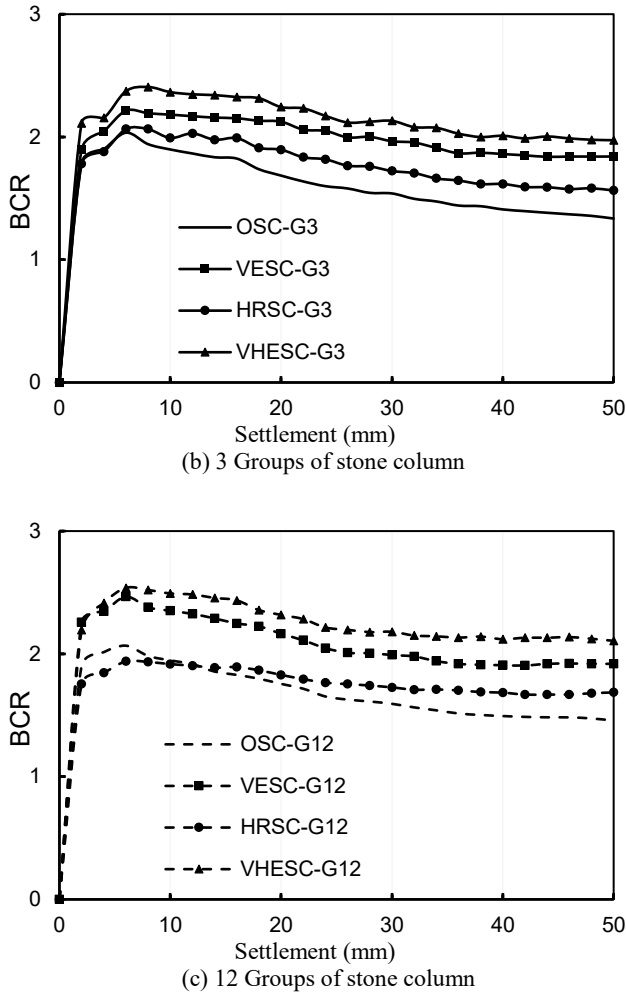 3
2
BCR
1
0
OSC-G3
VESC-G3
HRSC-G3
VHESC-G3
0 10 20 30 40 50
Settlement (mm)
(b) 3 Groups of stone column
3
2
BCR
1
0
OSC-G12
VESC-G12
HRSC-G12
VHESC-G12
0 10 20 30 40 50
Settlement (mm)
(c) 12 Groups of stone column